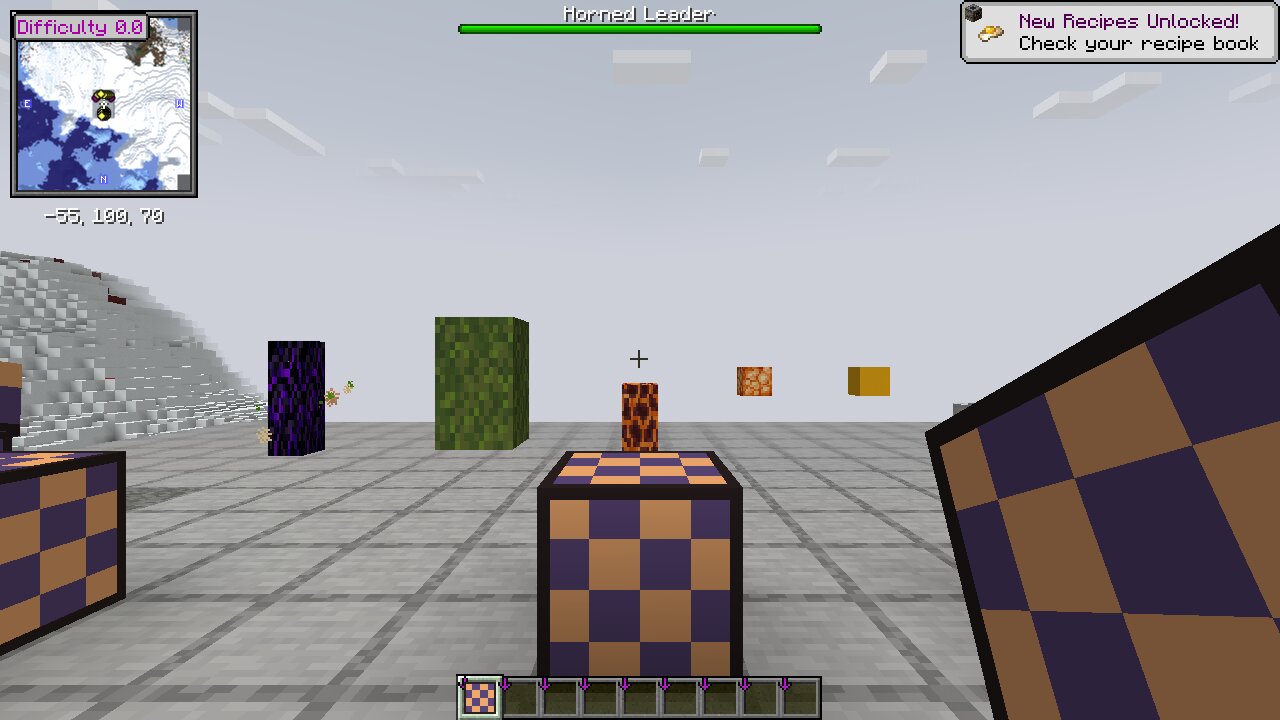 Horned Leader
Difficulty 0.0
E
W
N
-55, 100, 70
New Recipes Unlocked!
Check your recipe book